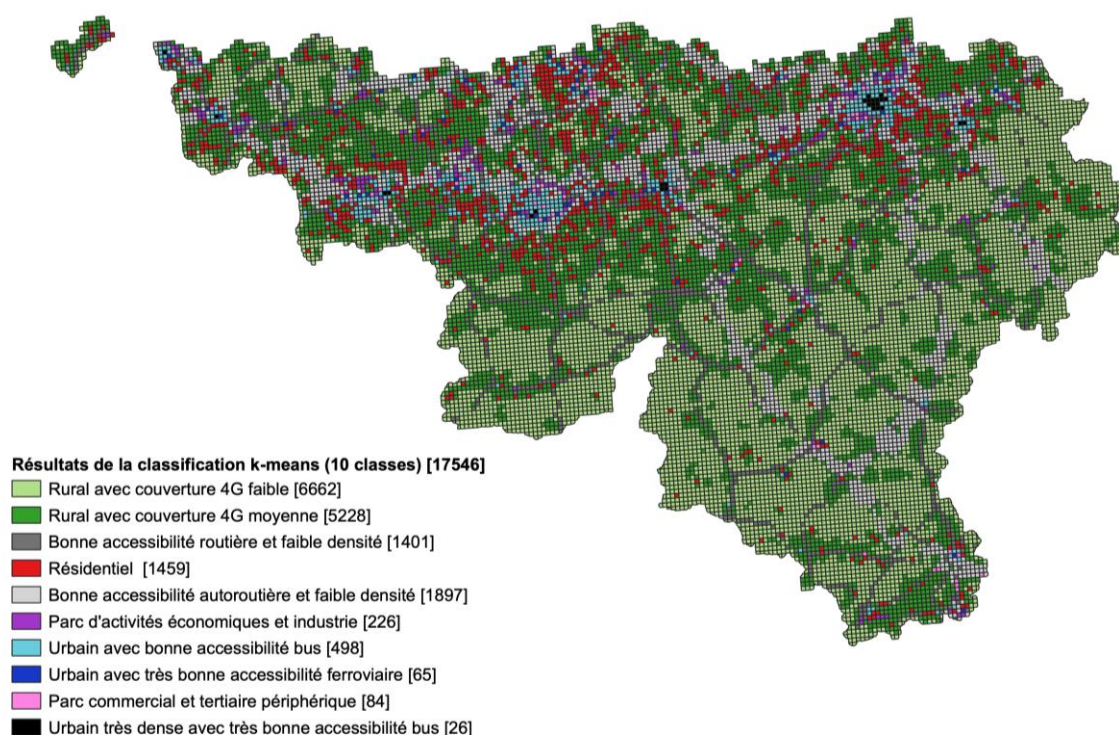 Résultats de la classification k-means (10 classes) [17546]
Rural avec couverture 4G faible [6662]
Rural avec couverture 4G moyenne [5228]
Bonne accessibilité routière et faible densité [1401]
Résidentiel [1459]
Bonne accessibilité autoroutière et faible densité [1897]
Parc d'activités économiques et industrie [226]
Urbain avec bonne accessibilité bus [498]
Urbain avec très bonne accessibilité ferroviaire [65]
Parc commercial et tertiaire périphérique [84]
Urbain très dense avec très bonne accessibilité bus [26]